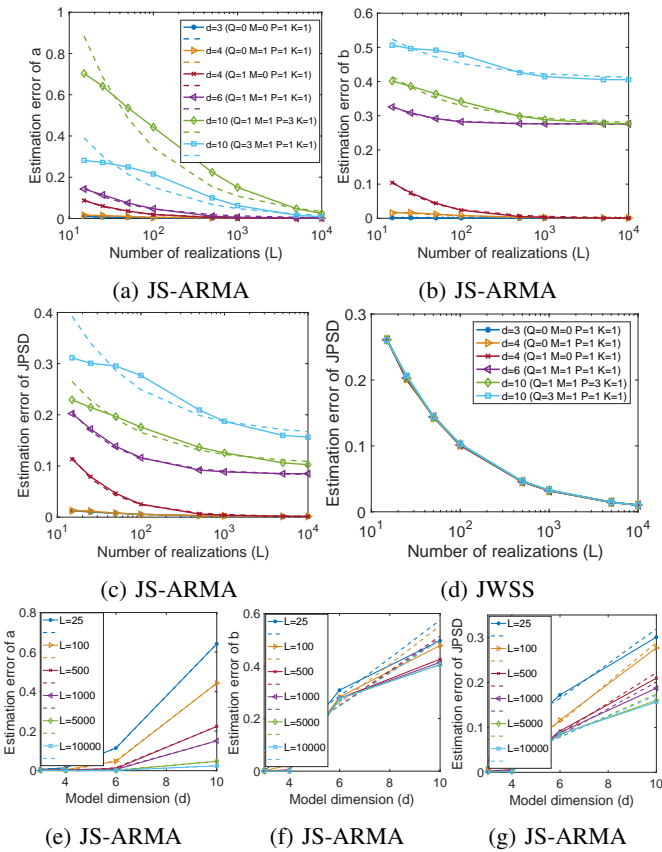 Estimation error of a
1
0.8
0.6
0.4
0.2
0
d=3 (Q=0 M=0 P=1 K=1)
d=4 (Q=0 M=1 P=1 K=1)
d=4 (Q=1 M=0 P=1 K=1)
d=6 (Q=1 M=1 P=1 K=1)
d=10 (Q=1 M=1 P=3 K=1)
d=10 (Q=3 M=1 P=1 K=1)
10^1 10^2 10^3 10^4
Number of realizations (L)
(a) JS-ARMA
Estimation error of b
0.6
0.5
0.4
0.3
0.2
0.1
0
10^1 10^2 10^3 10^4
Number of realizations (L)
(b) JS-ARMA
Estimation error of JPSD
0.4
0.3
0.2
0.1
0
10^1 10^2 10^3 10^4
Number of realizations (L)
(c) JS-ARMA
Estimation error of JPSD
0.3
0.2
0.1
0
d=3 (Q=0 M=0 P=1 K=1)
d=4 (Q=0 M=1 P=1 K=1)
d=4 (Q=1 M=0 P=1 K=1)
d=6 (Q=1 M=1 P=1 K=1)
d=10 (Q=1 M=1 P=3 K=1)
d=10 (Q=3 M=1 P=1 K=1)
10^1 10^2 10^3 10^4
Number of realizations (L)
(d) JWSS
Estimation error of a
0.8
0.6
0.4
0.2
0
L=25
L=100
L=500
L=1000
L=5000
L=10000
4 6 8 10
Model dimension (d)
(e) JS-ARMA
Estimation error of b
0.6
0.5
0.4
0.3
0.2
0.1
0
L=25
L=100
L=500
L=1000
L=5000
L=10000
4 6 8 10
Model dimension (d)
(f) JS-ARMA
Estimation error of JPSD
0.3
0.2
0.1
0
L=25
L=100
L=500
L=1000
L=5000
L=10000
4 6 8 10
Model dimension (d)
(g) JS-ARMA